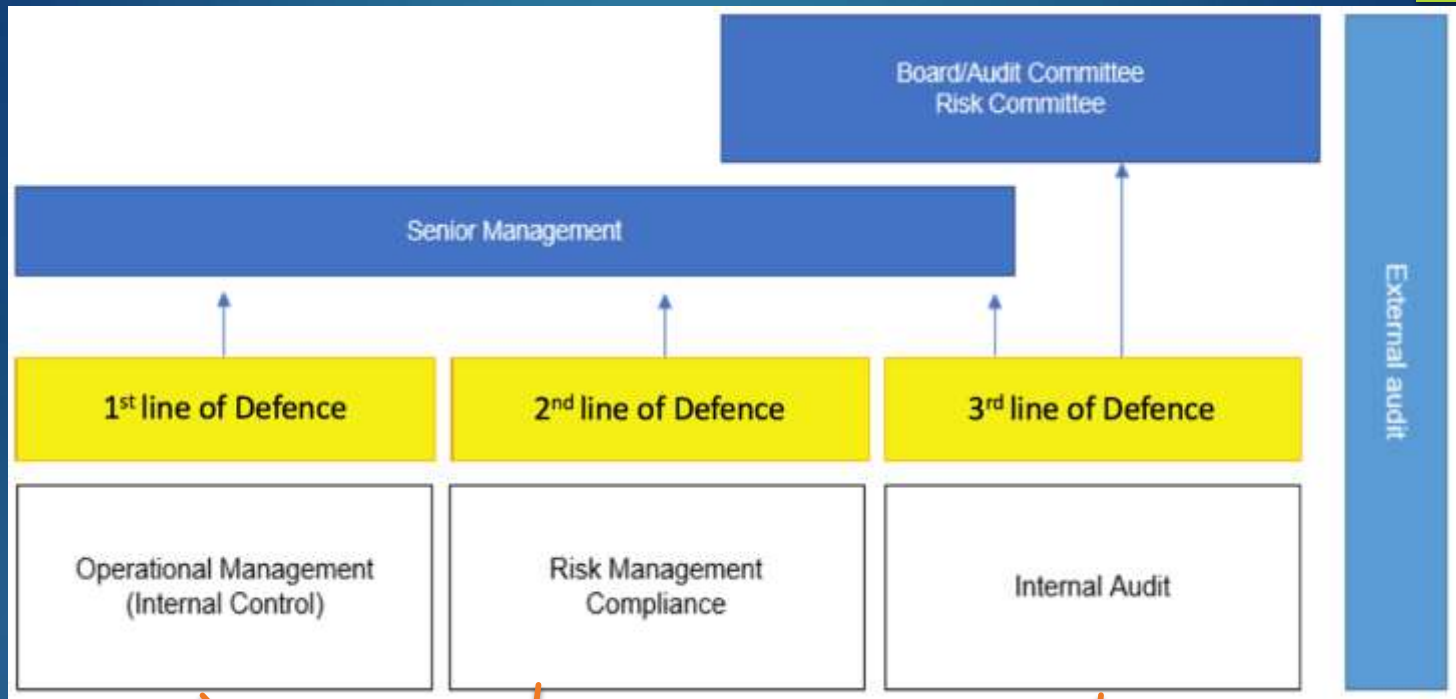 Board/Audit Committee
Risk Committee
Senior Management
1st line of Defence
2nd line of Defence
3rd line of Defence
Operational Management
(Internal Control)
Risk Management
Compliance
Internal Audit
External audit